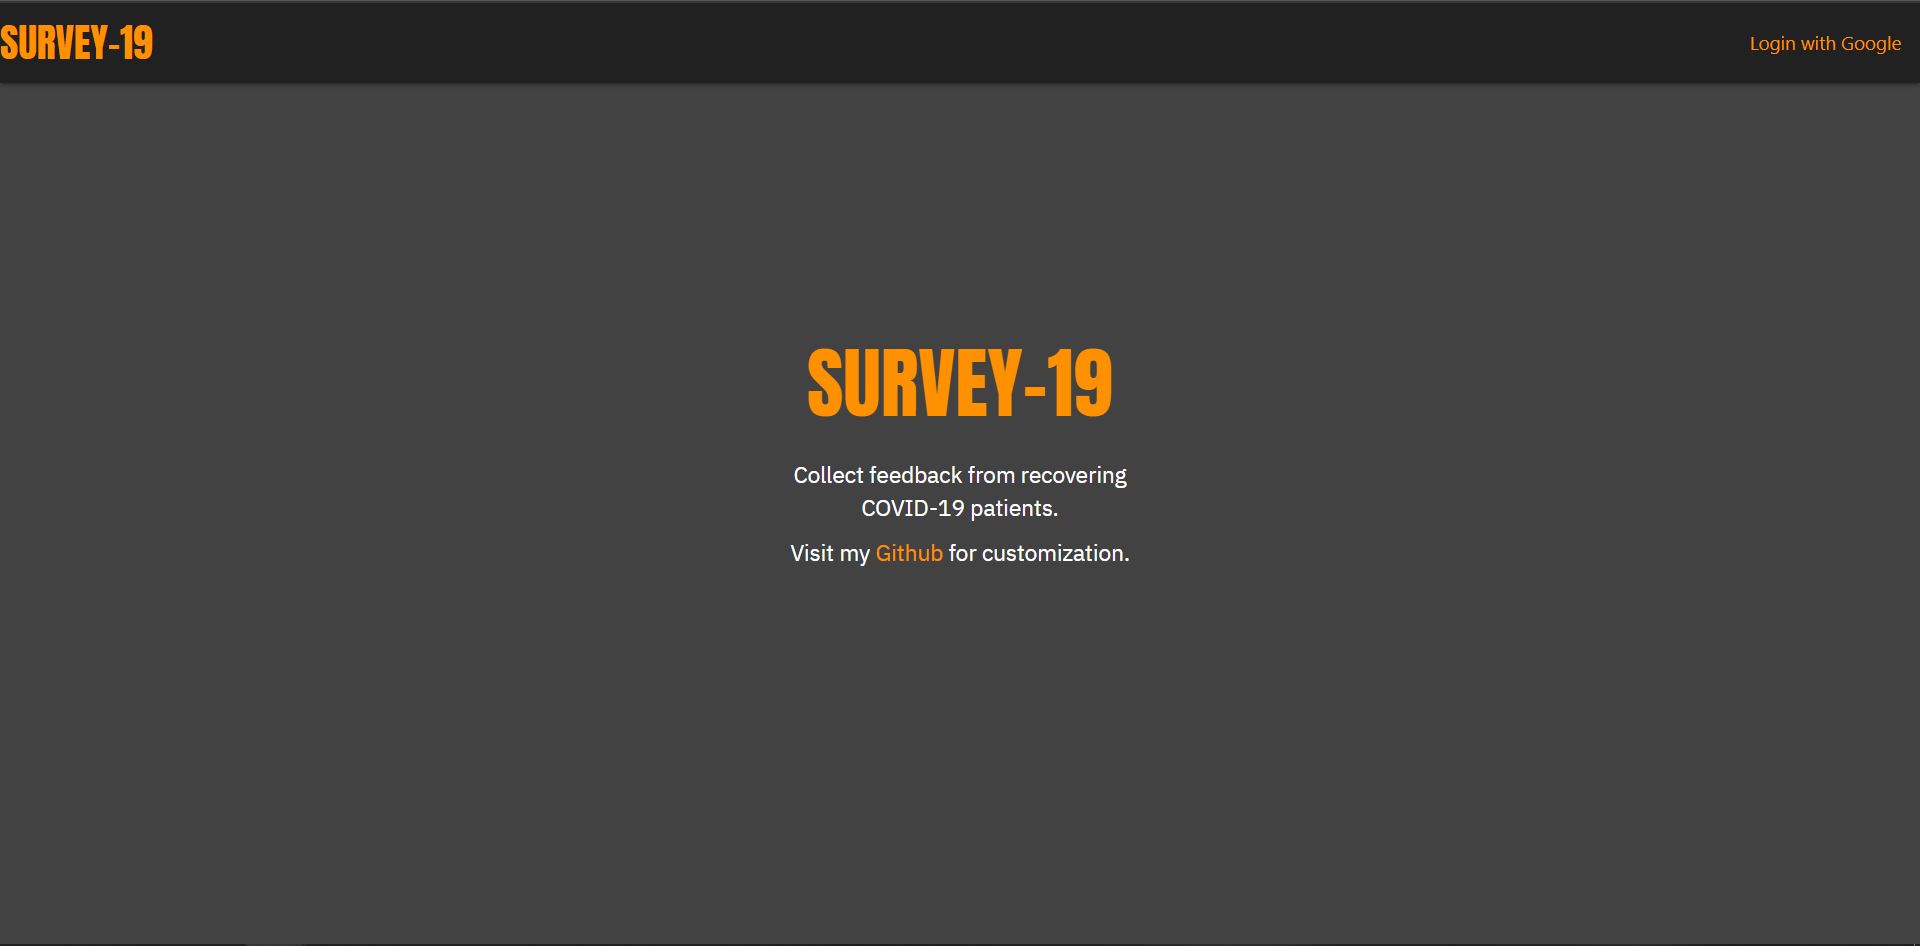 SURVEY-19
Login with Google
SURVEY-19
Collect feedback from recovering
COVID-19 patients.
Visit my Github for customization.